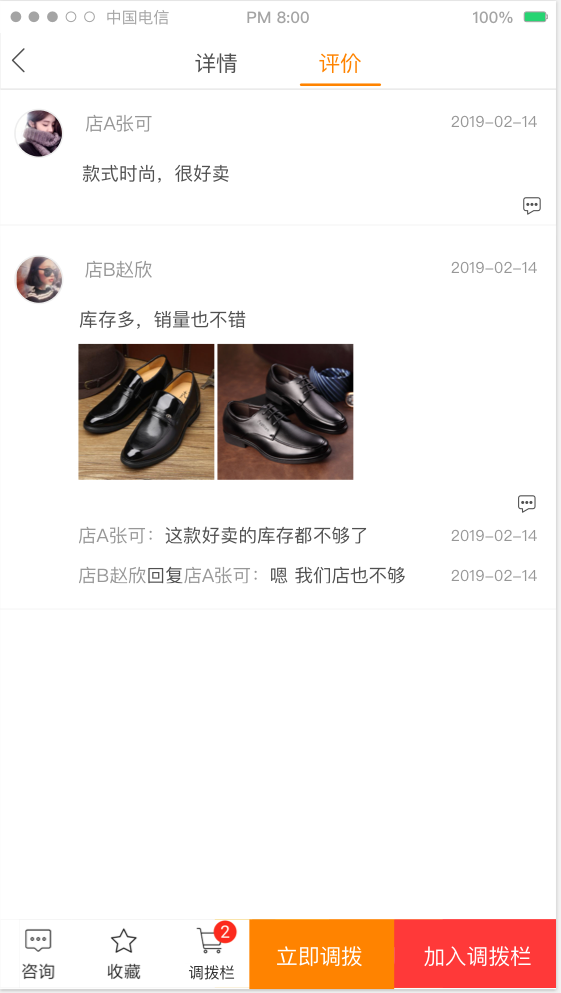 中国电信 PM 8:00 100%
详情 评价
店A张可 2019-02-14
款式时尚，很好卖
店B赵欣 2019-02-14
库存多，销量也不错
店A张可：这款好卖的库存都不够了 2019-02-14
店B赵欣回复店A张可：嗯 我们店也不够 2019-02-14
2
咨询 收藏 调拨栏 立即调拨 加入调拨栏